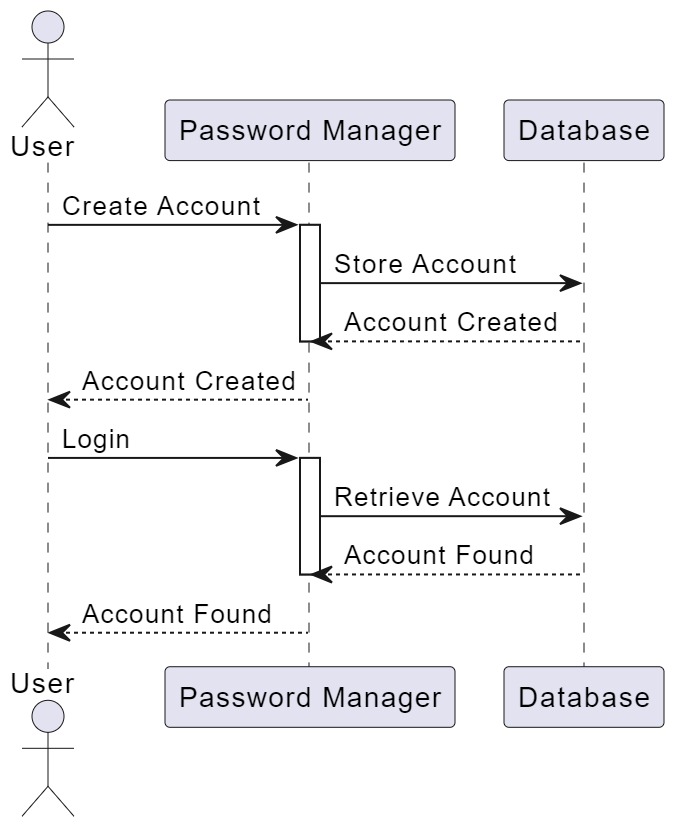 User
Password Manager
Database
Create Account
Store Account
Account Created
Account Created
Login
Retrieve Account
Account Found
Account Found
User
Password Manager
Database